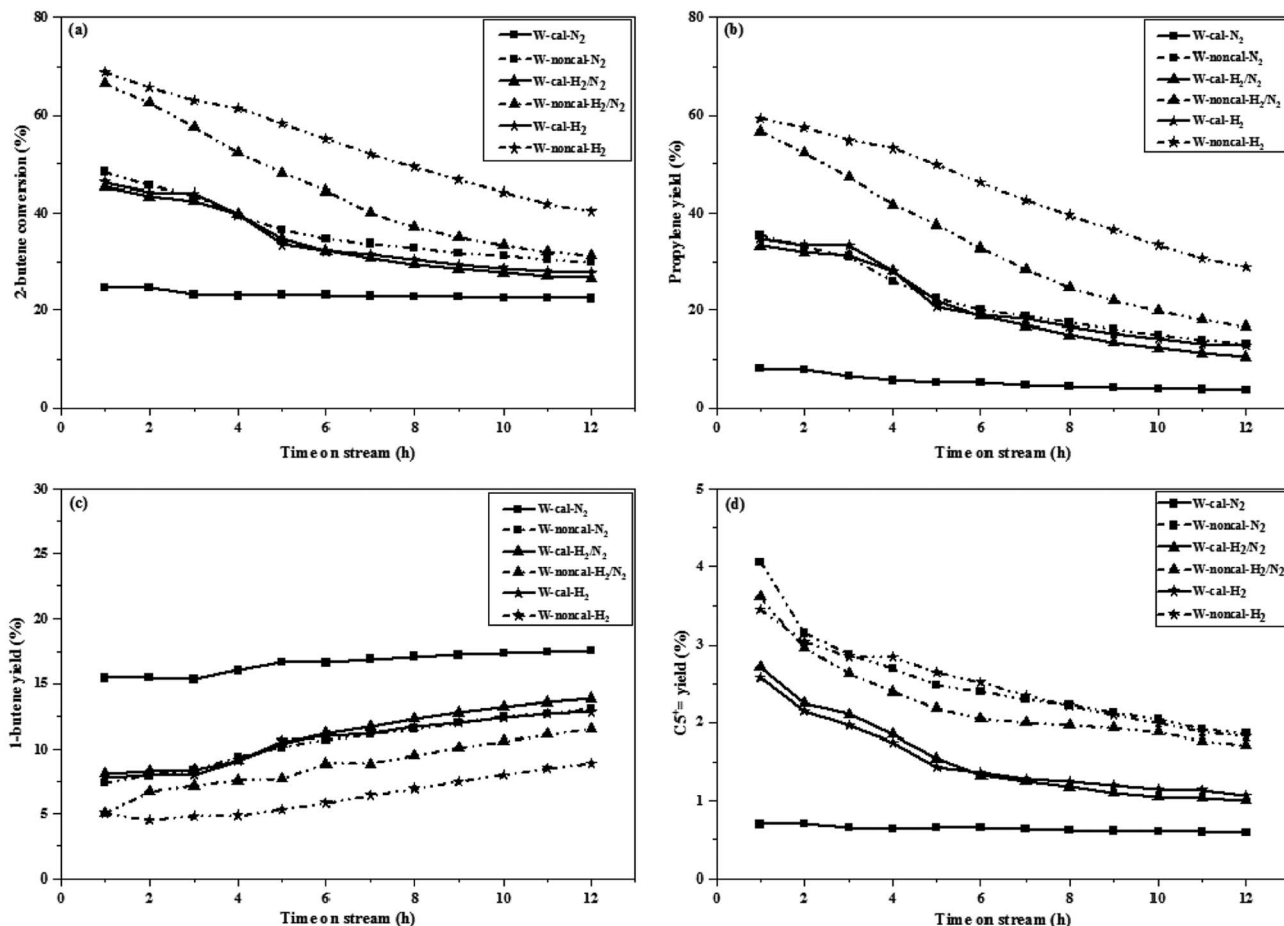 (a)
80
60
40
20
0
2-butene conversion (%)
0 2 4 6 8 10 12
Time on stream (h)
W-cal-N2
W-noncal-N2
W-cal-H2/N2
W-noncal-H2/N2
W-cal-H2
W-noncal-H2
(b)
80
60
40
20
0
Propylene yield (%)
0 2 4 6 8 10 12
Time on stream (h)
W-cal-N2
W-noncal-N2
W-cal-H2/N2
W-noncal-H2/N2
W-cal-H2
W-noncal-H2
(c)
30
25
20
15
10
5
0
1-butene yield (%)
0 2 4 6 8 10 12
Time on stream (h)
W-cal-N2
W-noncal-N2
W-cal-H2/N2
W-noncal-H2/N2
W-cal-H2
W-noncal-H2
(d)
5
4
3
2
1
0
C5+= yield (%)
0 2 4 6 8 10 12
Time on stream (h)
W-cal-N2
W-noncal-N2
W-cal-H2/N2
W-noncal-H2/N2
W-cal-H2
W-noncal-H2